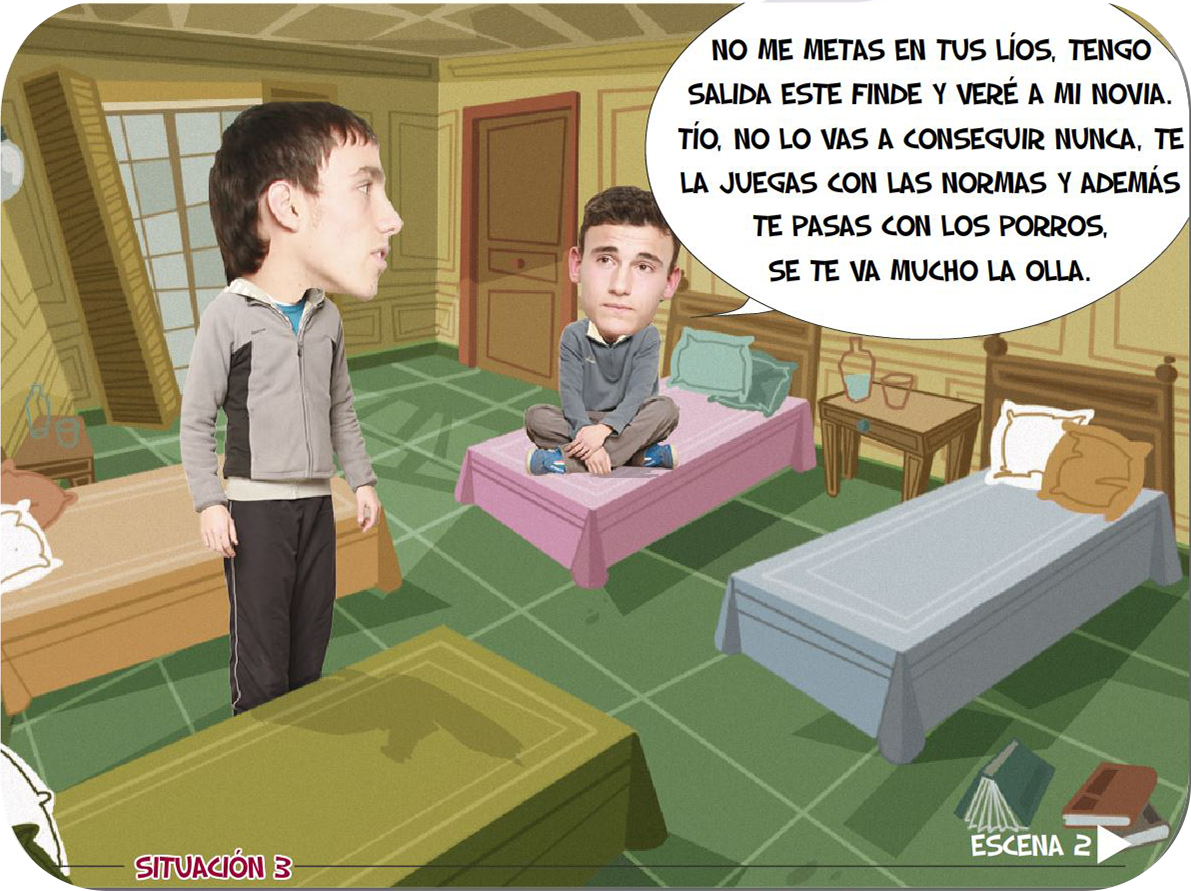 NO ME METAS EN TUS LÍOS, TENGO
SALIDA ESTE FINDE Y VERÉ A MI NOVIA.
TÍO, NO LO VAS A CONSEGUIR NUNCA, TE
LA JUEGAS CON LAS NORMAS Y ADEMÁS
TE PASAS CON LOS PORROS,
SE TE VA MUCHO LA OLLA.
ESCENA 2
SITUACIÓN 3